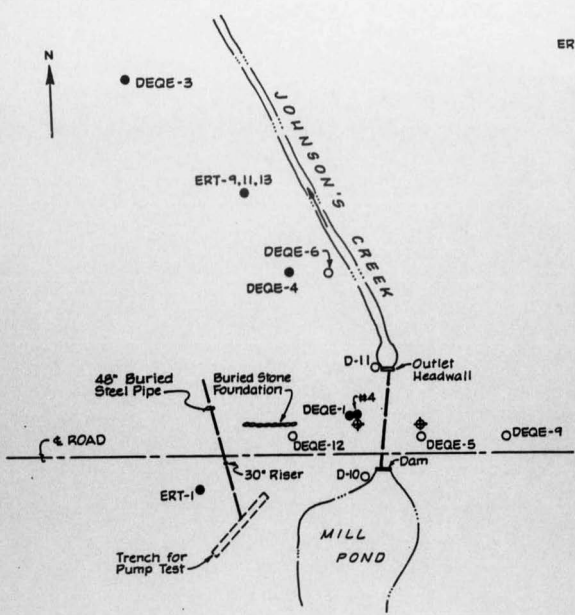 N
ER
DEQE-3
JOHNSON'S CREEK
ERT-9,11,13
DEQE-6
DEQE-4
D-11
Outlet
Headwall
48" Buried
Steel Pipe
Buried Stone
Foundation
DEQE-1
#4
DEQE-12
DEQE-5
DEQE-9
℄ ROAD
30" Riser
D-10
Dam
ERT-1
MILL
POND
Trench for
Pump Test